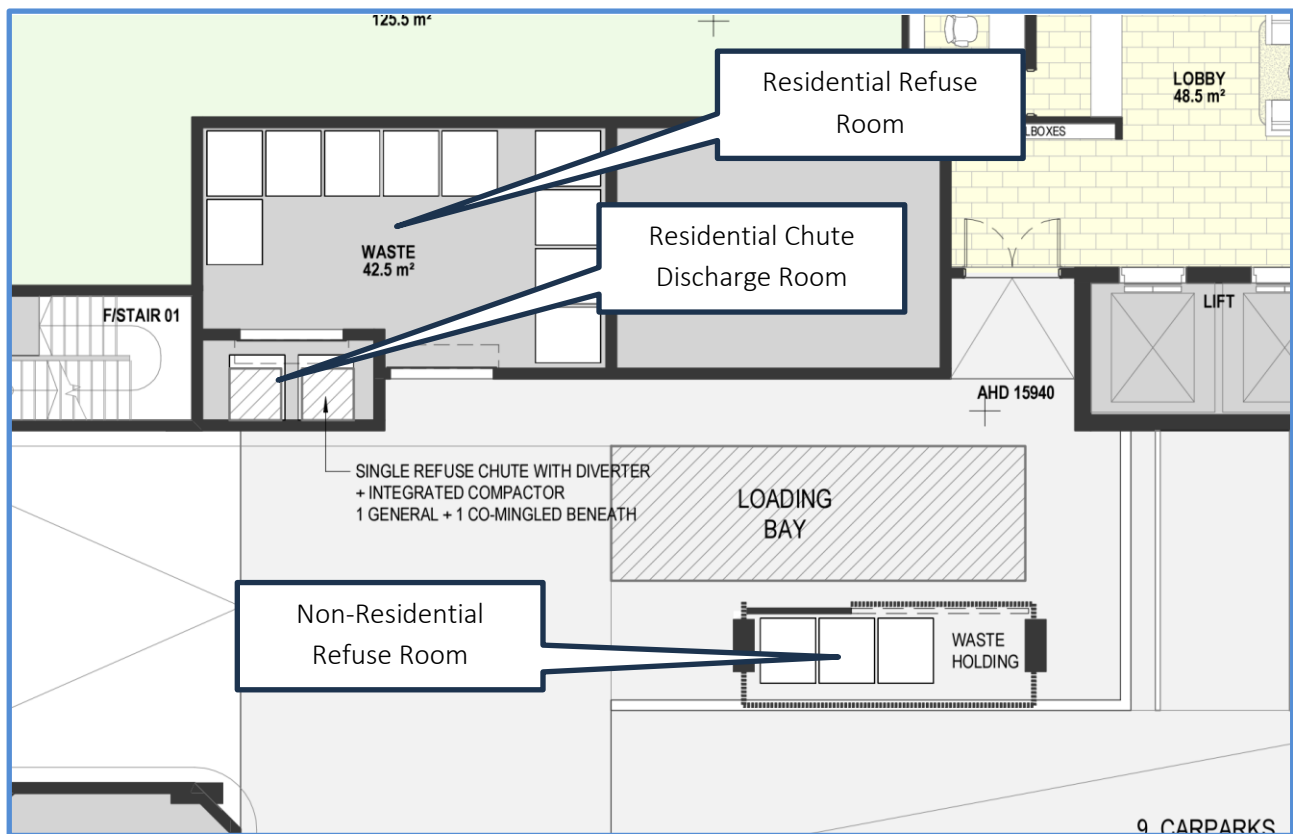 125.5 m²
Residential Refuse
Room
LOBBY
48.5 m²
LBOXES
Residential Chute
Discharge Room
WASTE
42.5 m²
F/STAIR 01
LIFT
AHD 15940
SINGLE REFUSE CHUTE WITH DIVERTER
+ INTEGRATED COMPACTOR
1 GENERAL + 1 CO-MINGLED BENEATH
LOADING
BAY
Non-Residential
Refuse Room
WASTE
HOLDING
9 CARPARKS